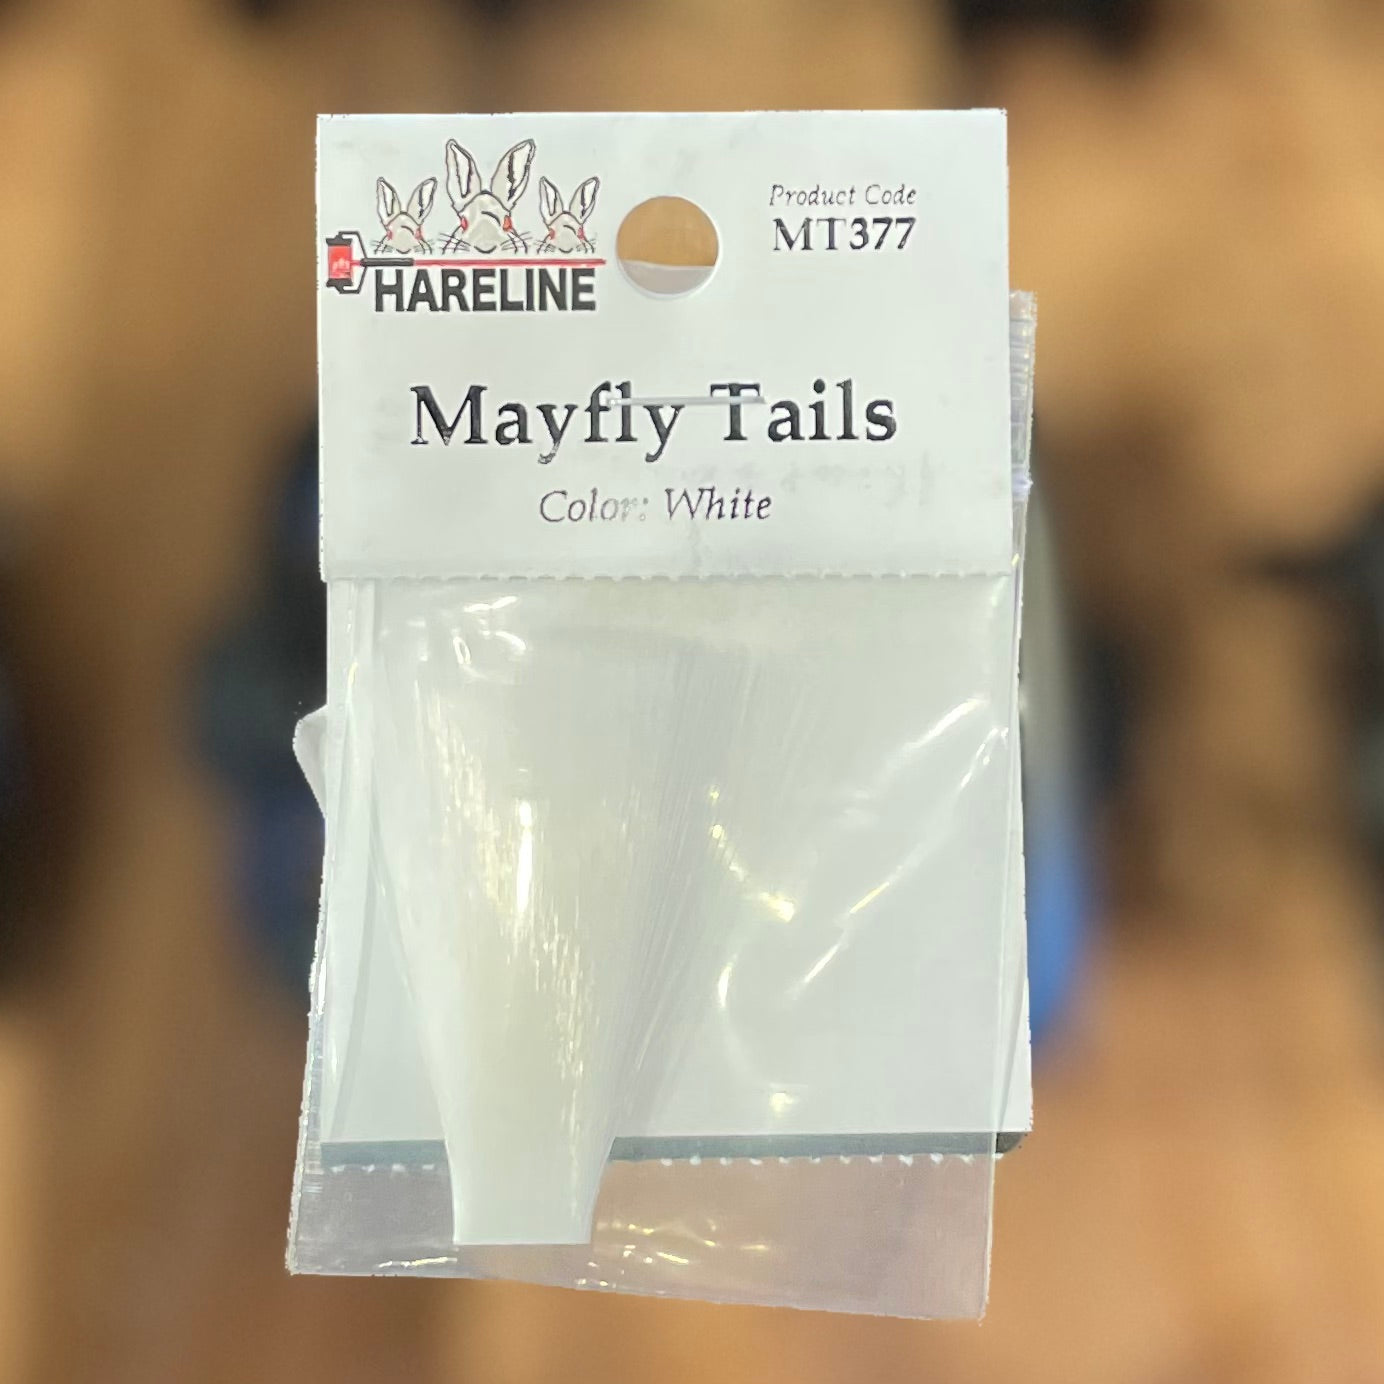 HARELINE
Product Code
MT377
Mayfly Tails
Color: White